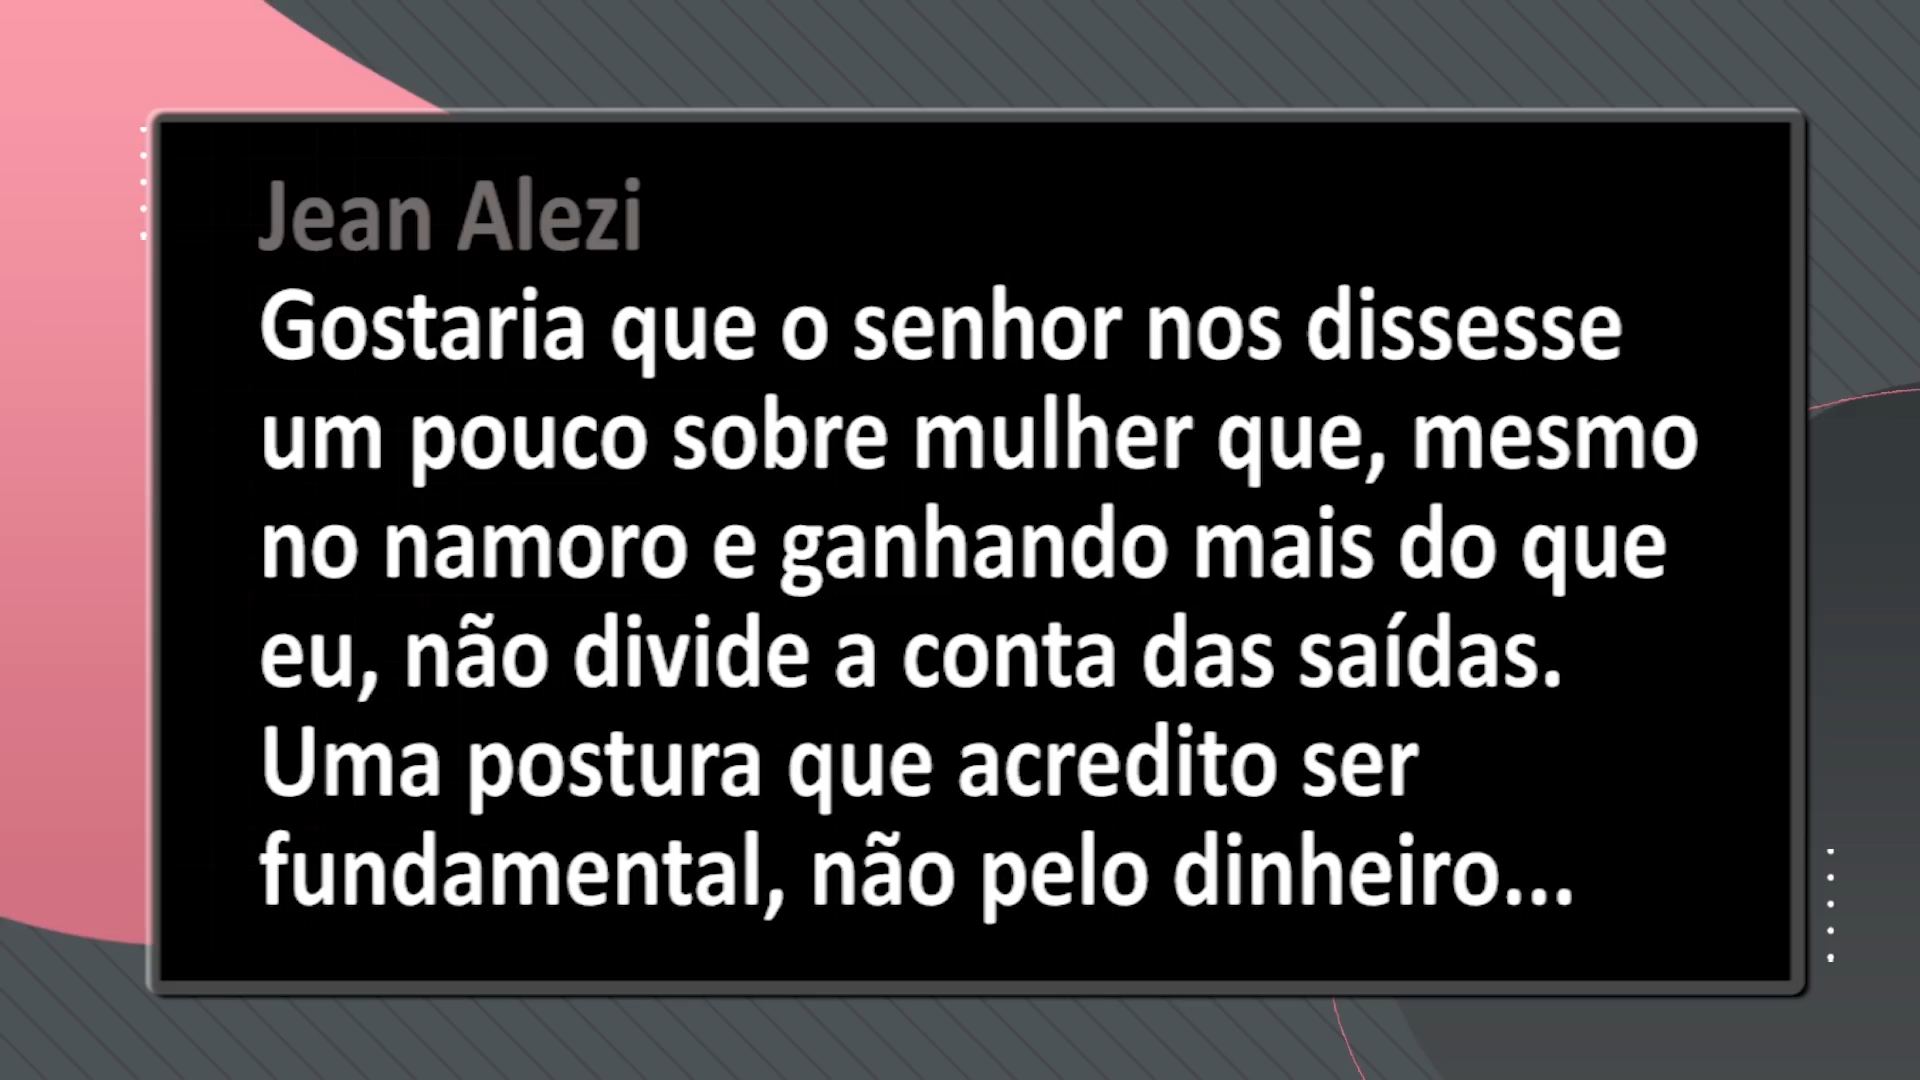 Jean Alezi
Gostaria que o senhor nos dissesse
um pouco sobre mulher que, mesmo
no namoro e ganhando mais do que
eu, não divide a conta das saídas.
Uma postura que acredito ser
fundamental, não pelo dinheiro...